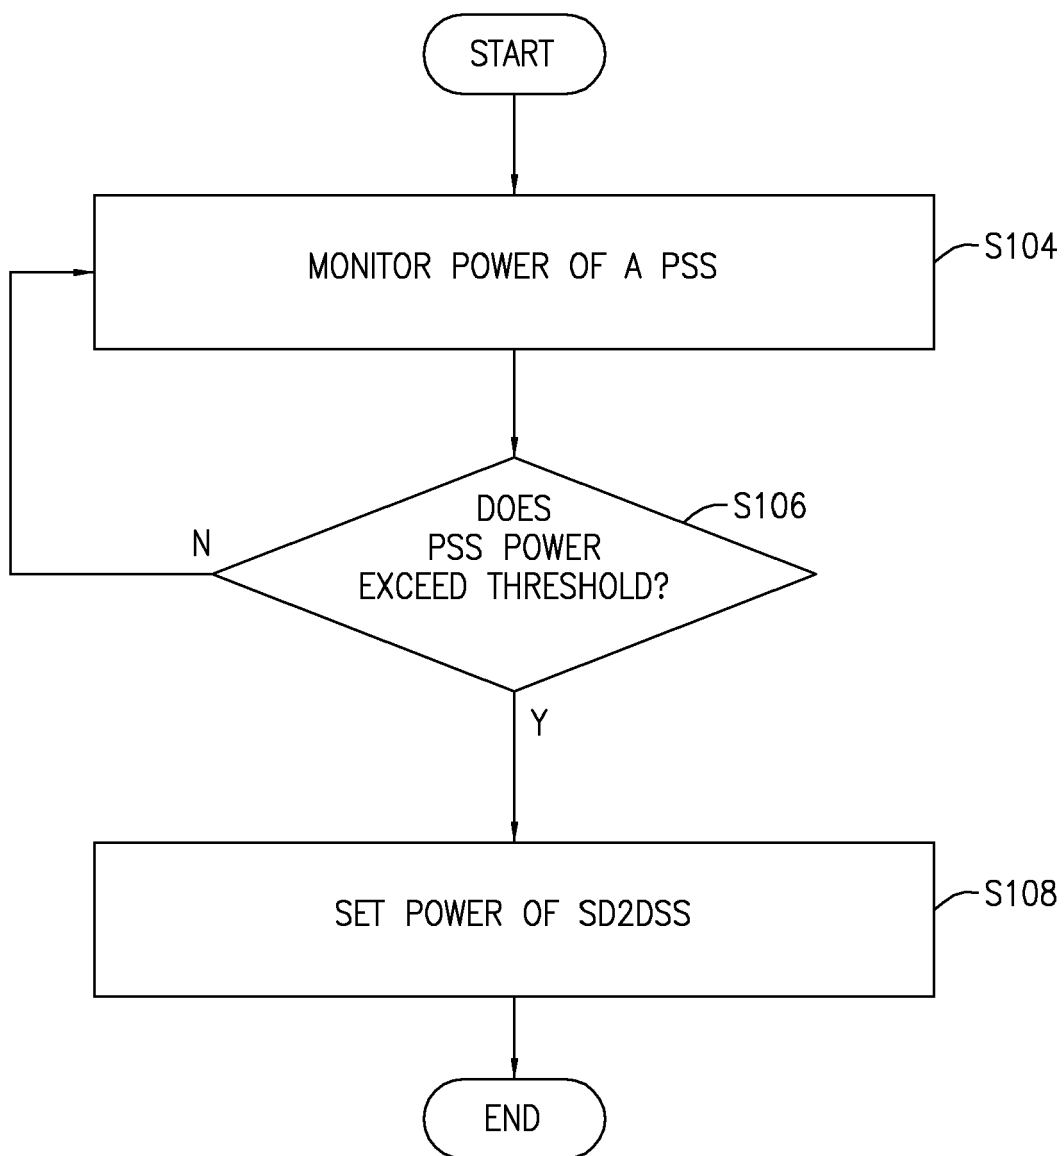 START
MONITOR POWER OF A PSS
S104
DOES
PSS POWER
EXCEED THRESHOLD?
S106
N
Y
SET POWER OF SD2DSS
S108
END